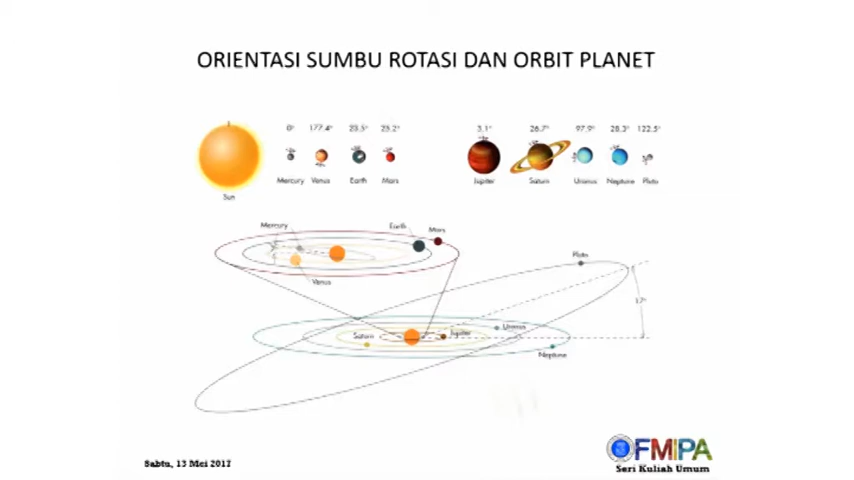 ORIENTASI SUMBU ROTASI DAN ORBIT PLANET
0° 177.4° 23.5° 25.2° 3.1° 26.7° 97.9° 28.3° 122.5°
Mercury Venus Earth Mars Jupiter Saturn Uranus Neptune Pluto
Sun
Mercury
Earth
Mars
Pluto
Venus
17°
Saturn
Jupiter
Uranus
Neptune
FMIPA
Seri Kuliah Umum
Sabtu, 13 Mei 2017